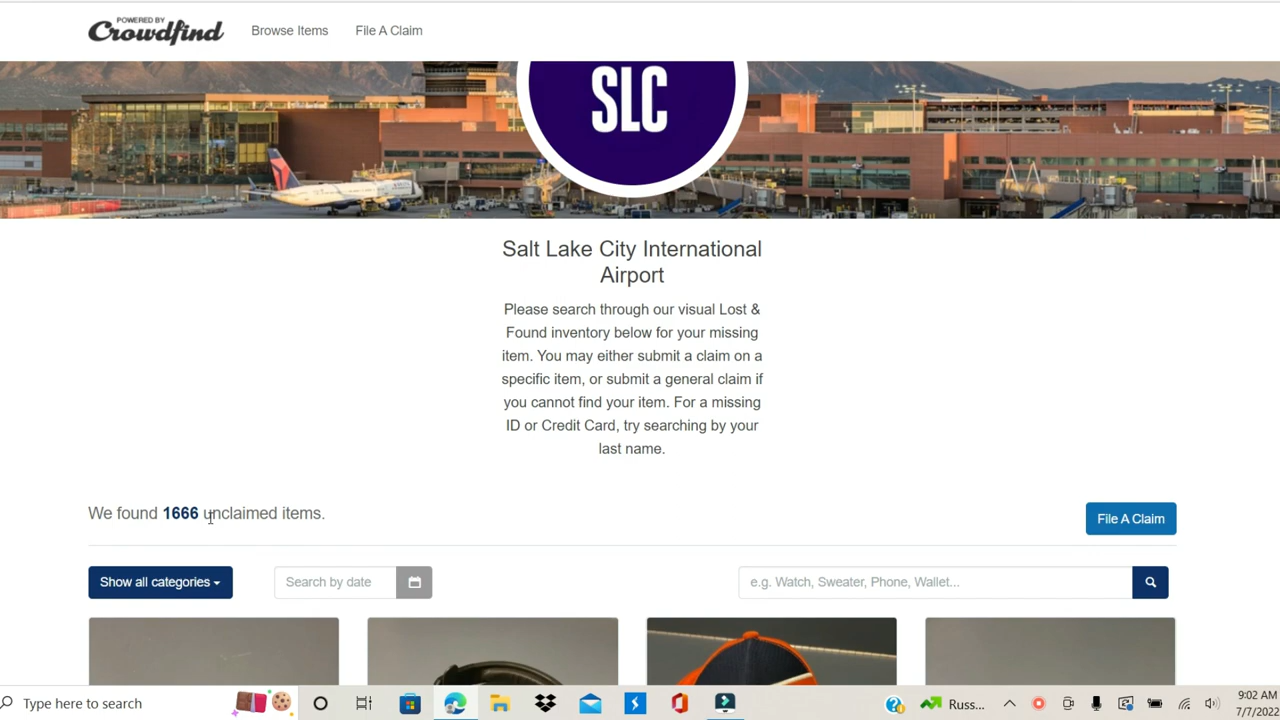 POWERED BY
Crowdfind
Browse Items
File A Claim
SLC
Salt Lake City International
Airport
Please search through our visual Lost &
Found inventory below for your missing
item. You may either submit a claim on a
specific item, or submit a general claim if
you cannot find your item. For a missing
ID or Credit Card, try searching by your
last name.
We found 1666 unclaimed items.
File A Claim
Show all categories
Search by date
e.g. Watch, Sweater, Phone, Wallet...
Type here to search
Russ...
9:02 AM
7/7/2022